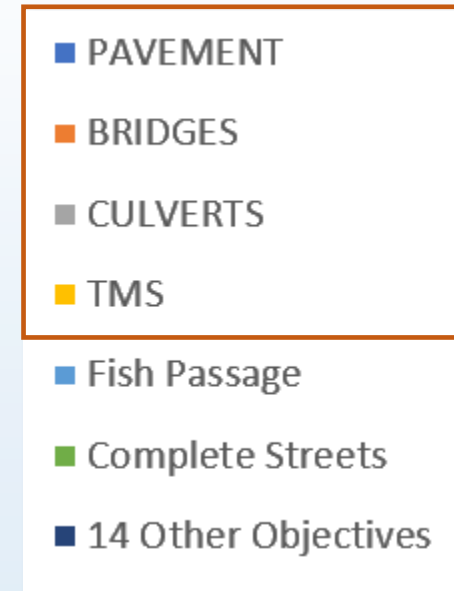 PAVEMENT
BRIDGES
CULVERTS
TMS
Fish Passage
Complete Streets
14 Other Objectives